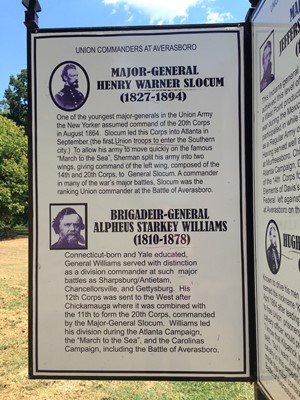 UNION COMMANDERS AT AVERASBORO
MAJOR-GENERAL
HENRY WARNER SLOCUM
(1827-1894)
One of the youngest major-generals in the Union Army
the New Yorker assumed command of the 20th Corps
in August 1864. Slocum led this Corps into Atlanta in
September (the first Union troops to enter the Southern
city.) To allow his army to move quickly on the famous
"March to the Sea", Sherman split his army into two
wings, giving command of the left wing, composed of the
14th and 20th Corps, to General Slocum. A commander
in many of the war's major battles, Slocum was the
ranking Union commander at the Battle of Averasboro.
BRIGADEIR-GENERAL
ALPHEUS STARKEY WILLIAMS
(1810-1878)
Connecticut-born and Yale educated,
General Williams served with distinction
as a division commander at such major
battles as Sharpsburg/Antietam,
Chancellorsville, and Gettysburg. His
12th Corps was sent to the West after
Chickamauga where it was combined with
the 11th to form the 20th Corps, commanded
by the Major-General Slocum. Williams led
his division during the Atlanta Campaign,
the "March to the Sea", and the Carolinas
Campaign, including the Battle of Averasboro.